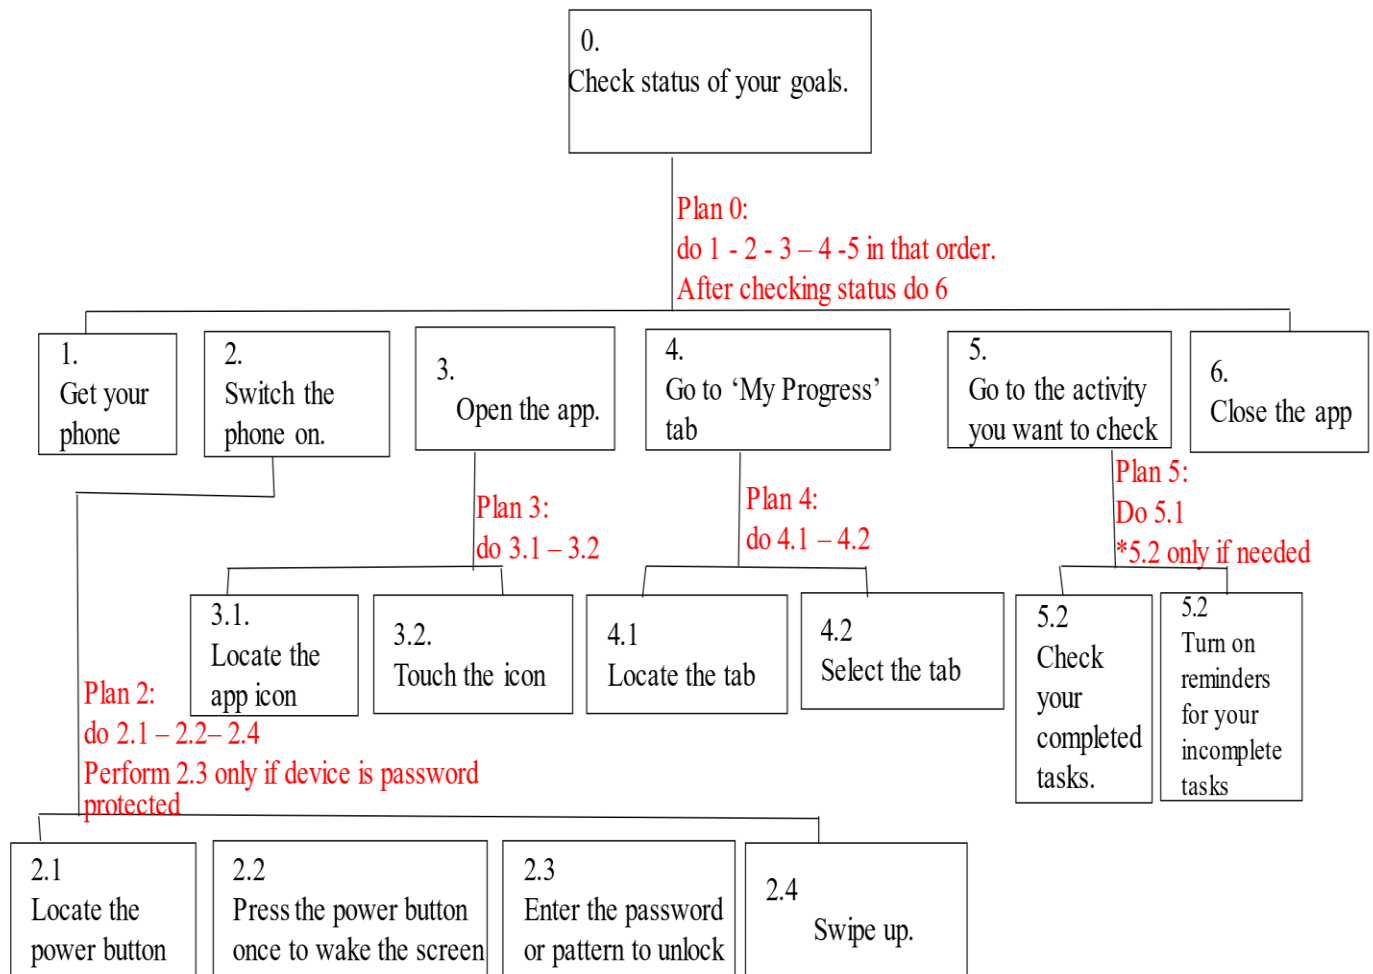 0.
Check status of your goals.
Plan 0:
do 1 - 2 - 3 – 4 -5 in that order.
After checking status do 6
1.
Get your
phone
2.
Switch the
phone on.
3.
Open the app.
4.
Go to ‘My Progress’
tab
5.
Go to the activity
you want to check
6.
Close the app
Plan 3:
do 3.1 – 3.2
Plan 4:
do 4.1 – 4.2
Plan 5:
Do 5.1
*5.2 only if needed
3.1.
Locate the
app icon
3.2.
Touch the icon
4.1
Locate the tab
4.2
Select the tab
5.2
Check
your
completed
tasks.
5.2
Turn on
reminders
for your
incomplete
tasks
Plan 2:
do 2.1 – 2.2– 2.4
Perform 2.3 only if device is password
protected
2.1
Locate the
power button
2.2
Press the power button
once to wake the screen
2.3
Enter the password
or pattern to unlock
2.4
Swipe up.